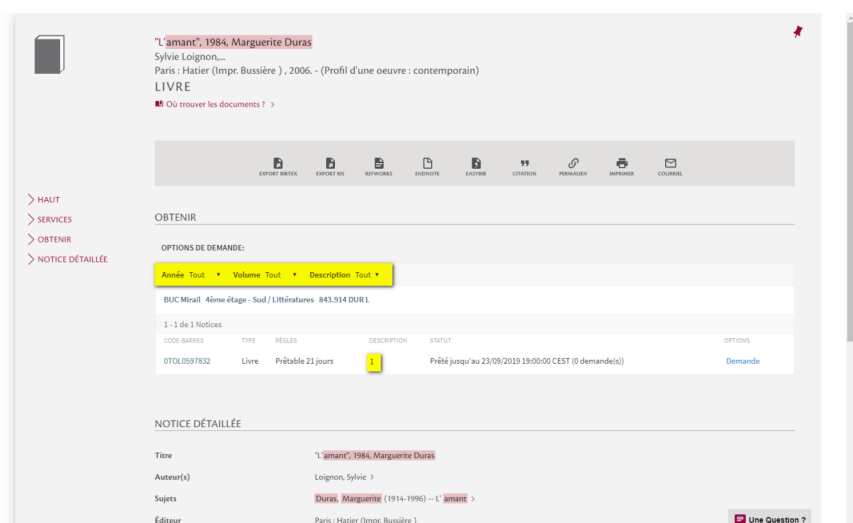 "L'amant", 1984, Marguerite Duras
Sylvie Loignon,...
Paris : Hatier (Impr. Bussière ) , 2006. - (Profil d'une oeuvre : contemporain)
LIVRE
Où trouver les documents ? >
EXPORT BIBTEX EXPORT RIS REFWORKS ENDNOTE EASYBIB CITATION PERMALIEN IMPRIMER COURRIEL
HAUT
SERVICES
OBTENIR
NOTICE DÉTAILLÉE
OBTENIR
OPTIONS DE DEMANDE:
Année Tout ▼ Volume Tout ▼ Description Tout ▼
BUC Mirail 4ème étage - Sud / Littératures 843.914 DUR L
1 - 1 de 1 Notices
CODE-BARRES TYPE RÈGLES DESCRIPTION STATUT OPTIONS
0TOL0597832 Livre Prêtable 21 jours 1 Prêté jusqu'au 23/09/2019 19:00:00 CEST (0 demande(s)) Demande
NOTICE DÉTAILLÉE
Titre "L'amant", 1984, Marguerite Duras
Auteur(s) Loignon, Sylvie >
Sujets Duras, Marguerite (1914-1996) -- L' amant >
Éditeur Paris : Hatier (Impr. Bussière )
Une Question ?